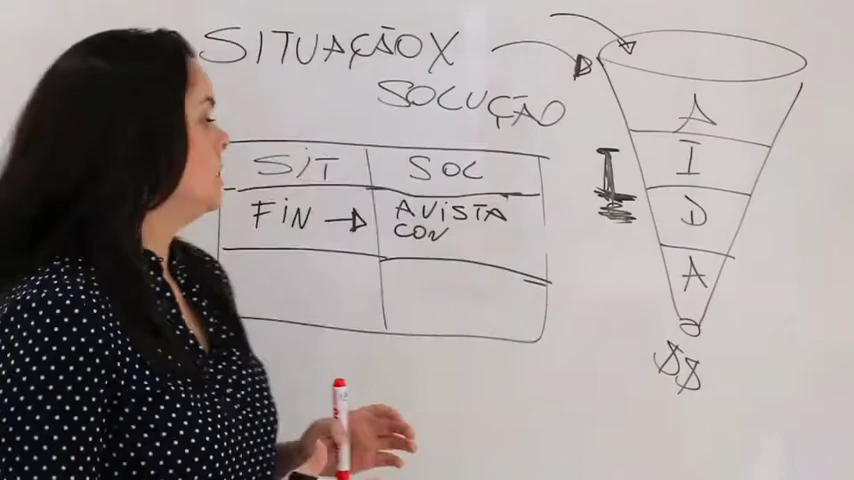 SITUAÇÃO X
SOLUÇÃO
SIT SOC
FIN → AVISTA
CON
A
I
D
A
I
$$